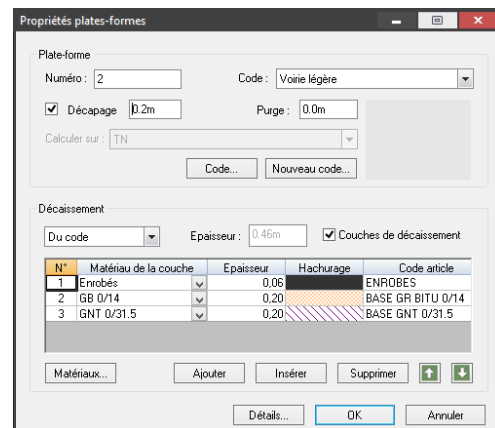 Propriétés plates-formes
Plate-forme
Numéro : 2 Code : Voirie légère
Décapage 0.2m Purge : 0.0m
Calculer sur : TN
Code... Nouveau code...
Décaissement
Du code Epaisseur : 0.46m Couches de décaissement
N° Matériau de la couche Epaisseur Hachurage Code article
1 Enrobés 0,06 ENROBES
2 GB 0/14 0,20 BASE GR BITU 0/14
3 GNT 0/31.5 0,20 BASE GNT 0/31.5
Matériaux... Ajouter Insérer Supprimer
Détails... OK Annuler